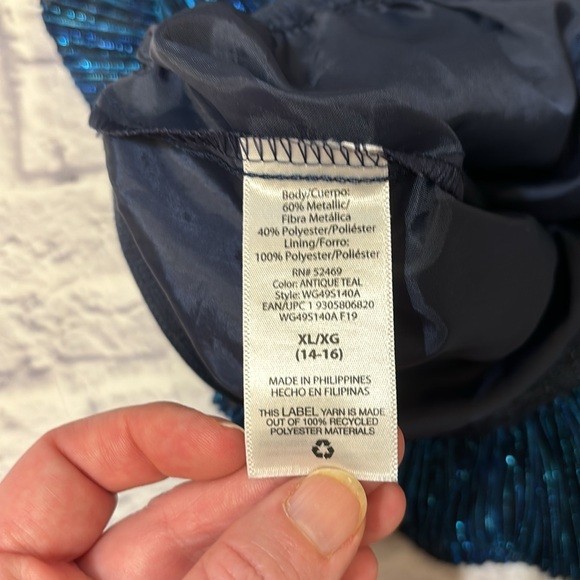 Body/Cuerpo:
60% Metallic/
Fibra Metálica
40% Polyester/Poliéster
Lining/Forro:
100% Polyester/Poliéster
RN# 52469
Color: ANTIQUE TEAL
Style: WG49S140A
EAN/UPC 1 9305806820
WG49S140A F19
XL/XG
(14-16)
MADE IN PHILIPPINES
HECHO EN FILIPINAS
THIS LABEL YARN IS MADE
OUT OF 100% RECYCLED
POLYESTER MATERIALS